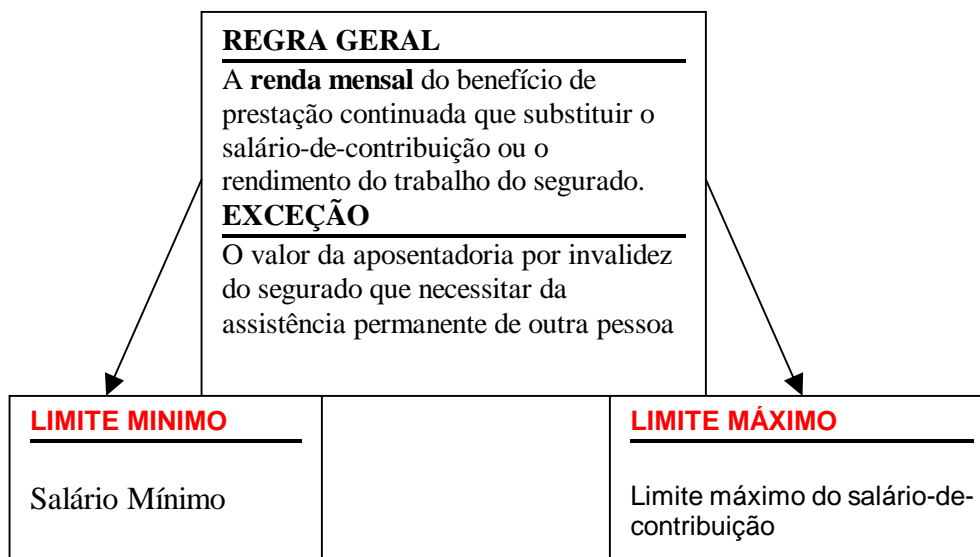 REGRA GERAL
A renda mensal do benefício de
prestação continuada que substituir o
salário-de-contribuição ou o
rendimento do trabalho do segurado.
EXCEÇÃO
O valor da aposentadoria por invalidez
do segurado que necessitar da
assistência permanente de outra pessoa
LIMITE MINIMO
Salário Mínimo
LIMITE MÁXIMO
Limite máximo do salário-de-
contribuição